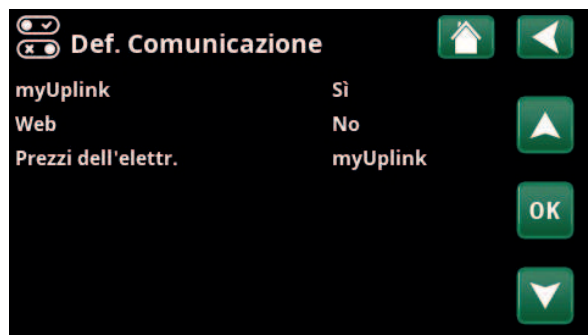 Def. Comunicazione
myUplink Sì
Web No
Prezzi dell'elettr. myUplink
OK